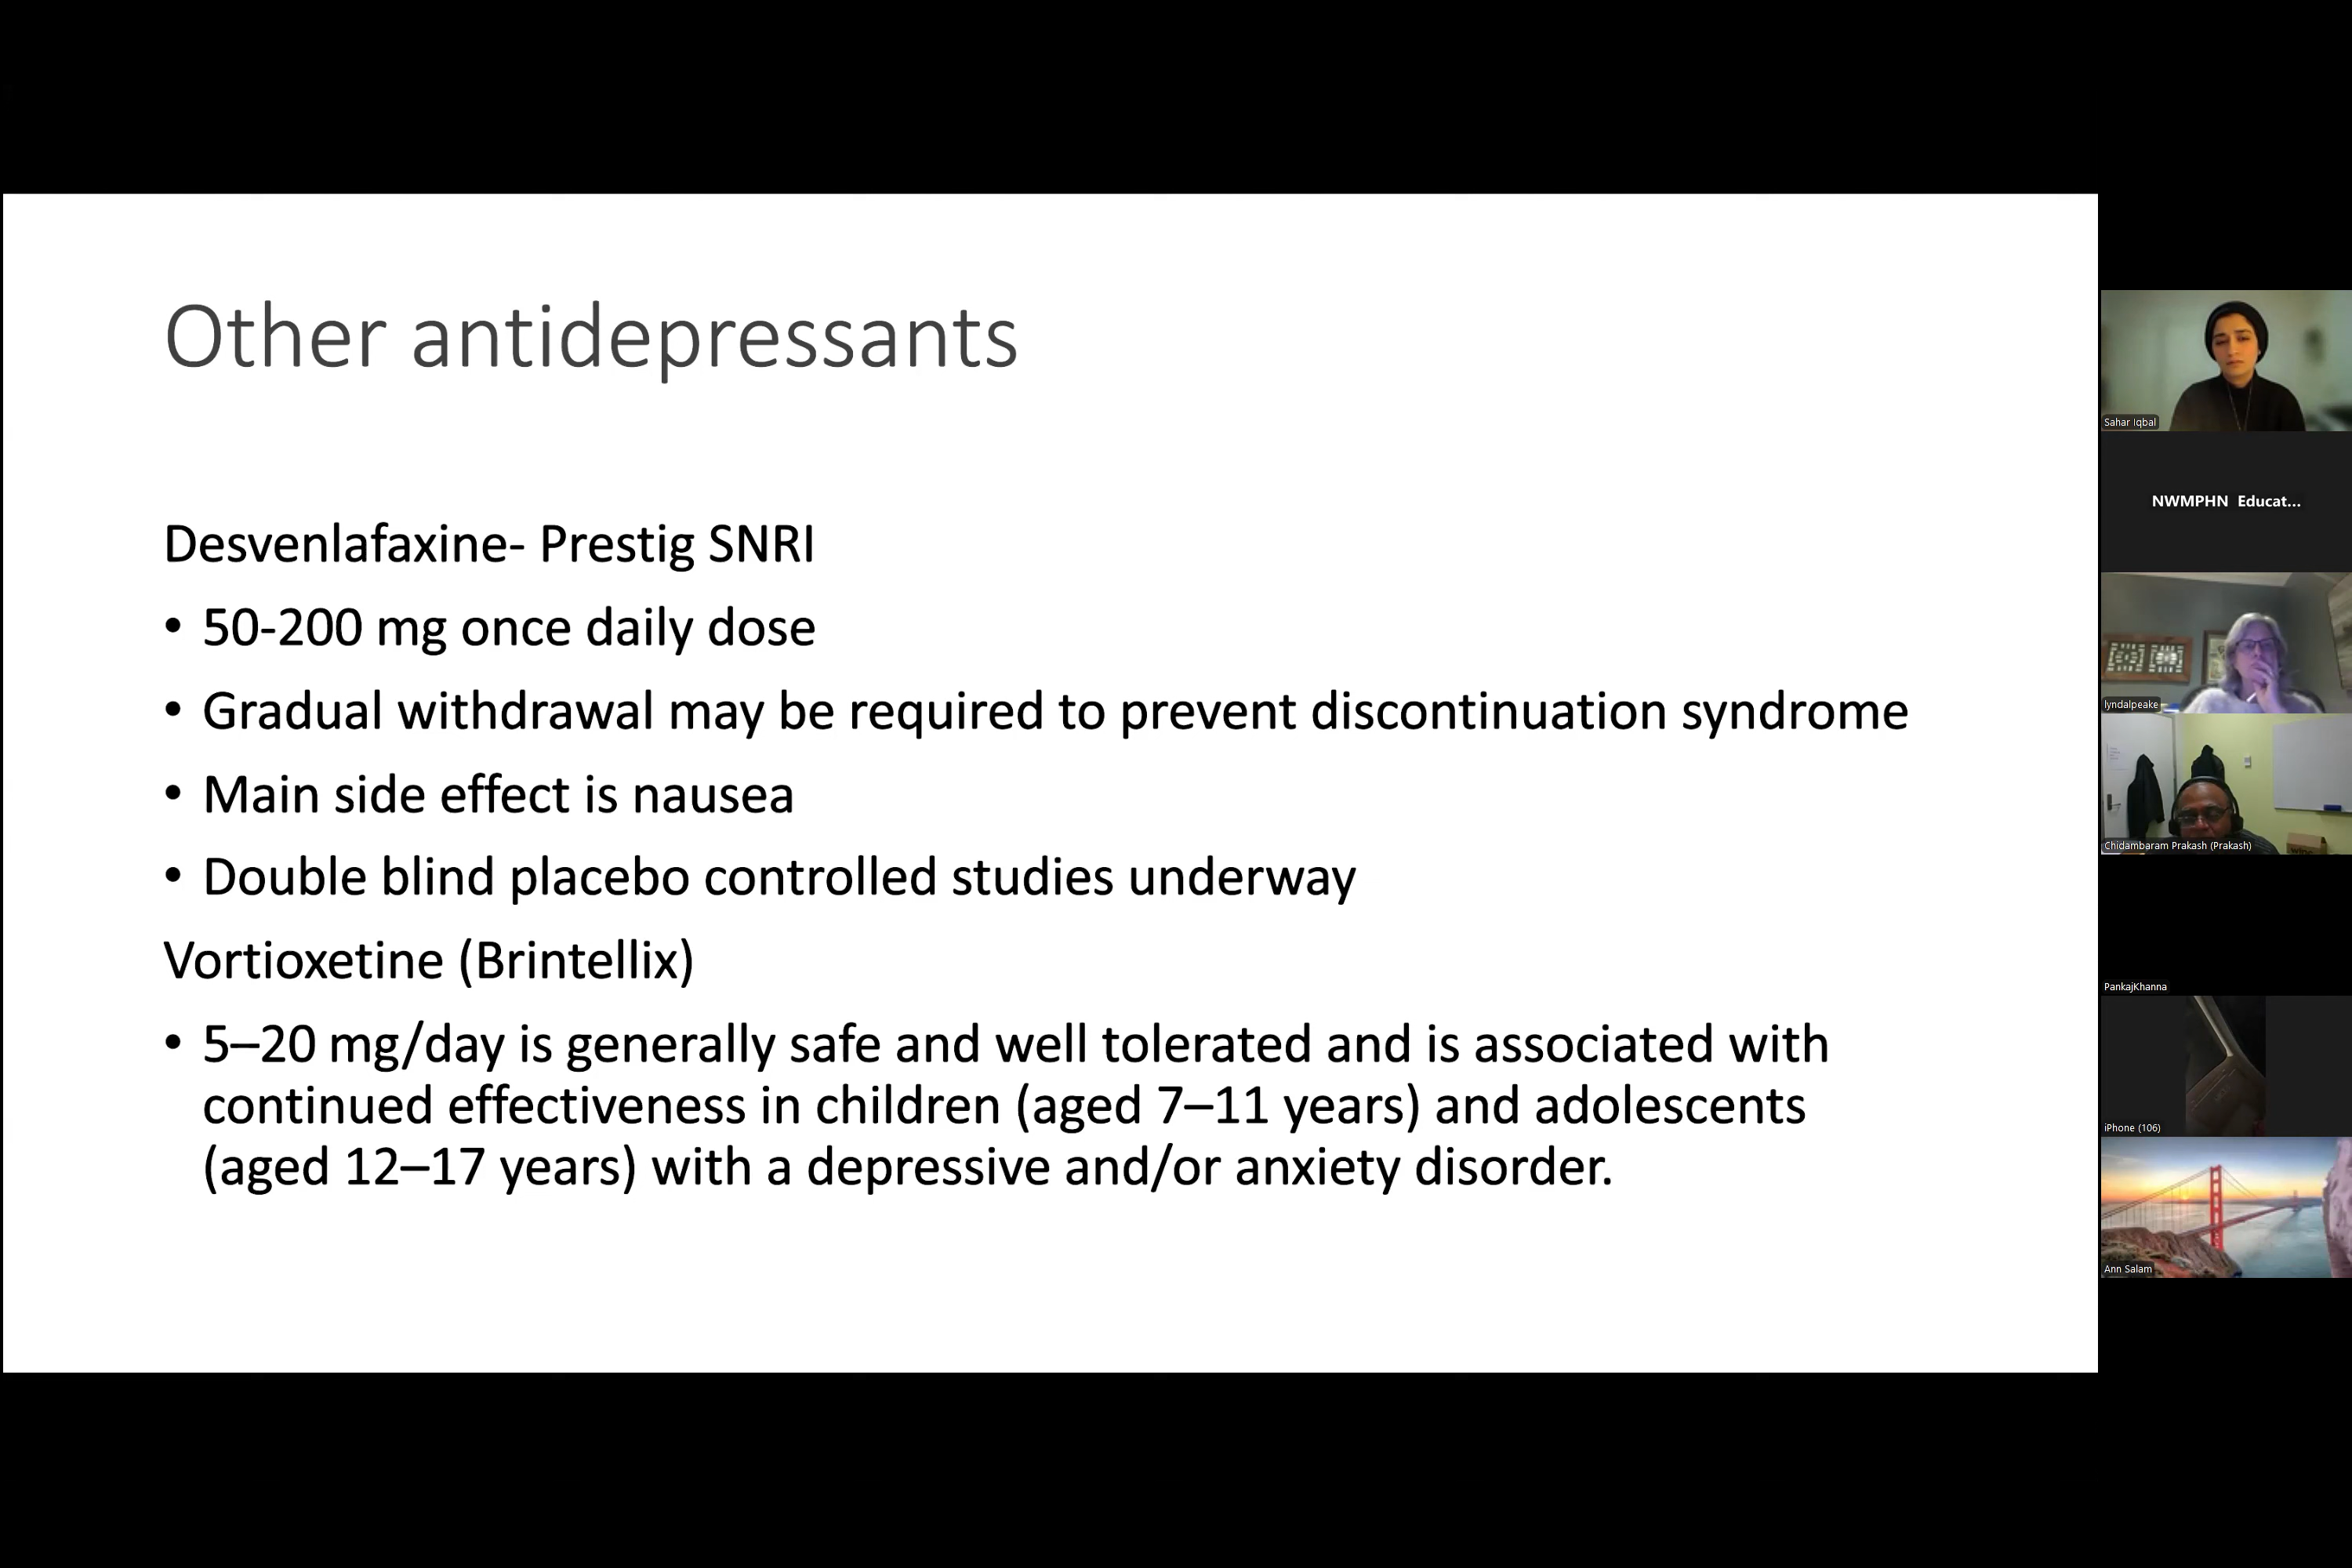 Other antidepressants
Desvenlafaxine- Prestig SNRI
• 50-200 mg once daily dose
• Gradual withdrawal may be required to prevent discontinuation syndrome
• Main side effect is nausea
• Double blind placebo controlled studies underway
Vortioxetine (Brintellix)
• 5–20 mg/day is generally safe and well tolerated and is associated with
continued effectiveness in children (aged 7–11 years) and adolescents
(aged 12–17 years) with a depressive and/or anxiety disorder.
Sahar Iqbal
NWMPHN Educat...
lyndalpeake
Chidambaram Prakash (Prakash)
PankajKhanna
iPhone (106)
Ann Salam